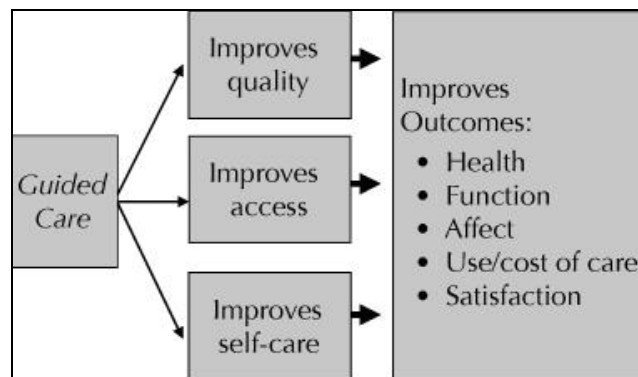 Guided
Care
Improves
quality
Improves
access
Improves
self-care
Improves
Outcomes:
• Health
• Function
• Affect
• Use/cost of care
• Satisfaction